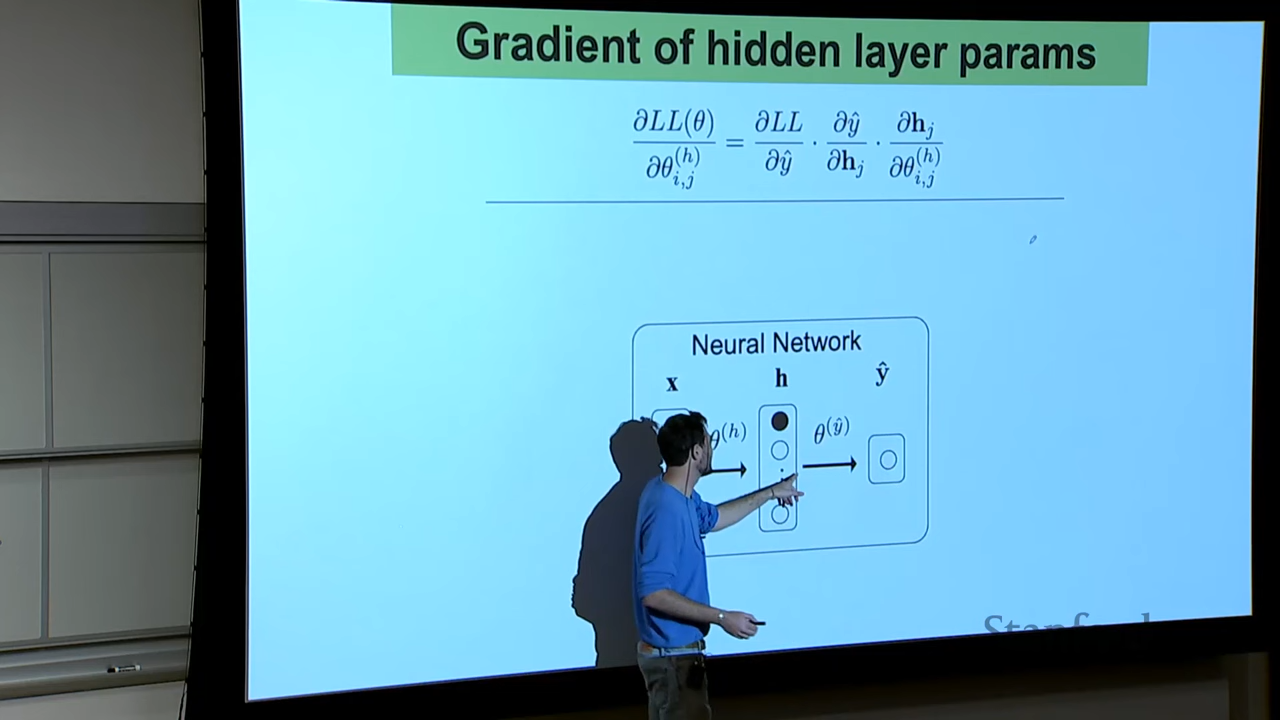 Gradient of hidden layer params
∂LL(θ)/∂θ_{i,j}^{(h)} = ∂LL/∂ŷ · ∂ŷ/∂h_j · ∂h_j/∂θ_{i,j}^{(h)}
Neural Network
x h ŷ
θ^{(h)} θ^{(ŷ)}